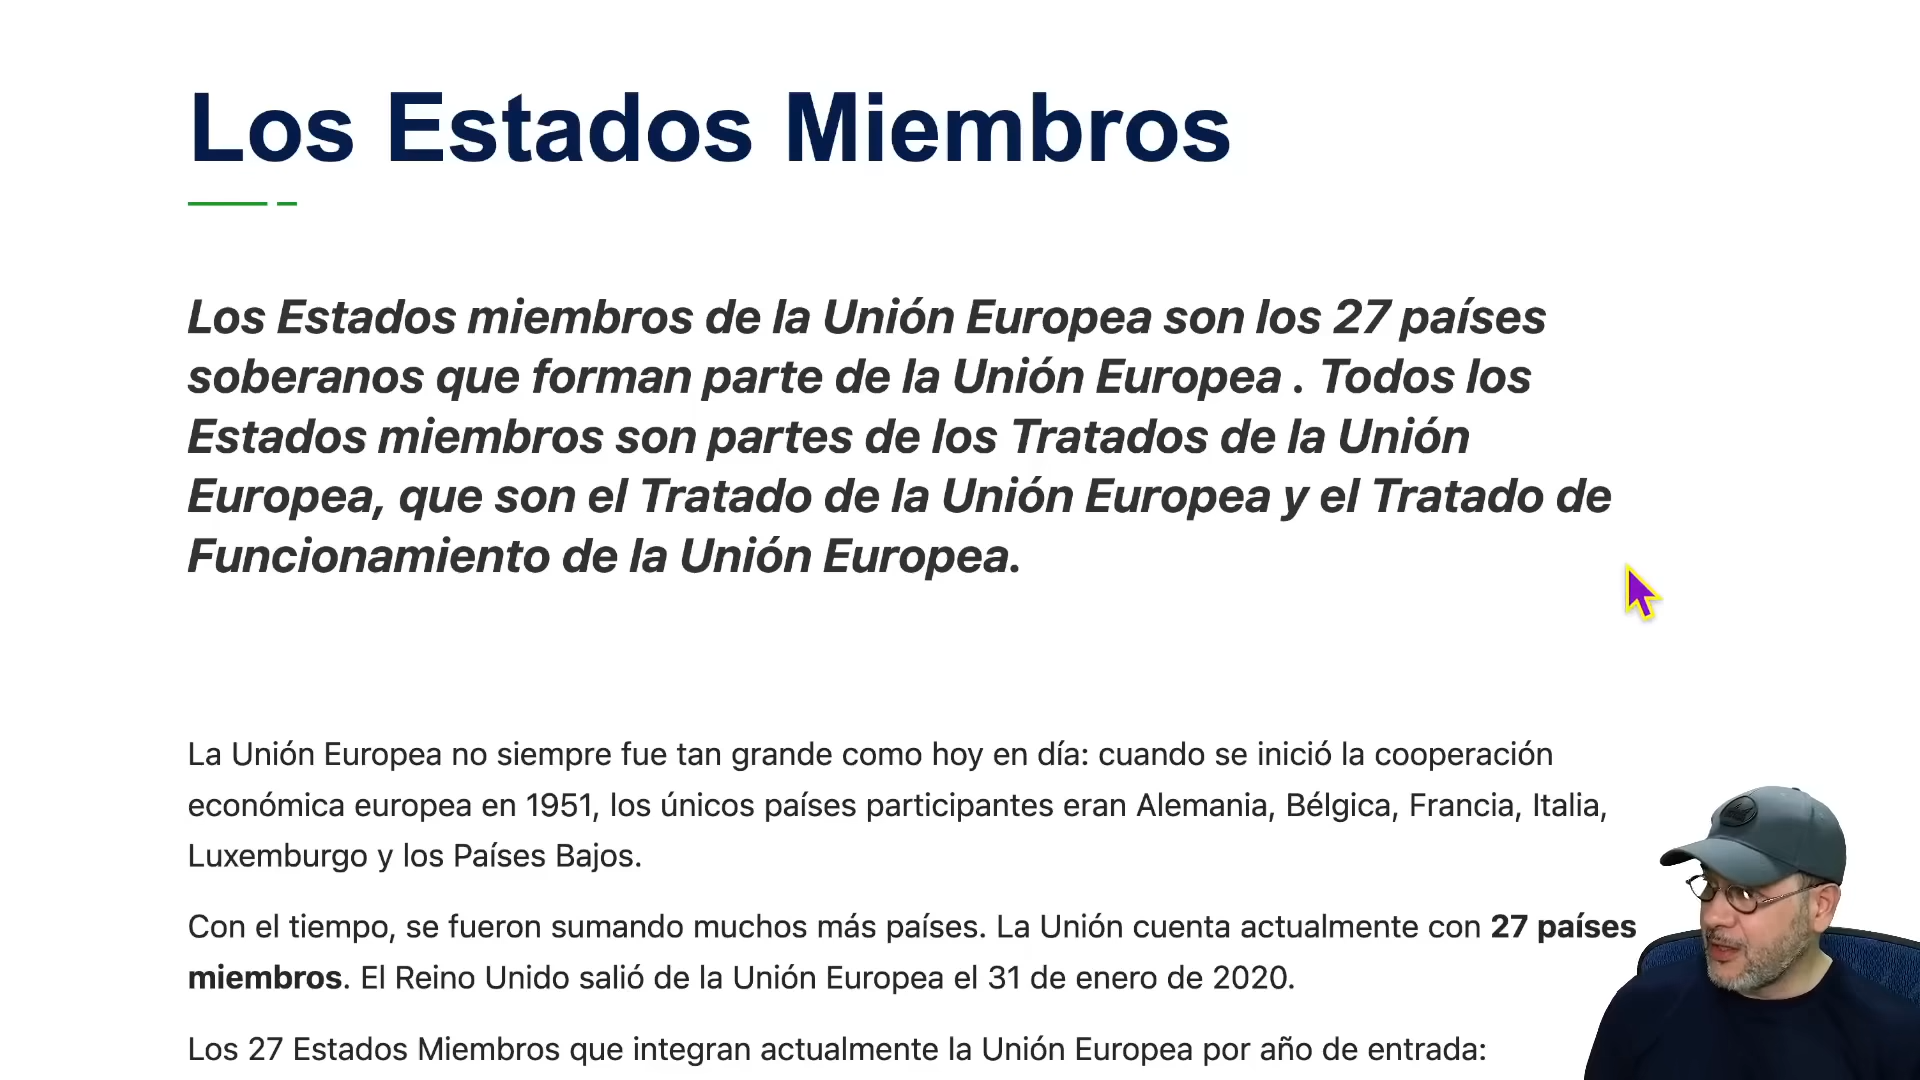 Los Estados Miembros
Los Estados miembros de la Unión Europea son los 27 países
soberanos que forman parte de la Unión Europea . Todos los
Estados miembros son partes de los Tratados de la Unión
Europea, que son el Tratado de la Unión Europea y el Tratado de
Funcionamiento de la Unión Europea.
La Unión Europea no siempre fue tan grande como hoy en día: cuando se inició la cooperación
económica europea en 1951, los únicos países participantes eran Alemania, Bélgica, Francia, Italia,
Luxemburgo y los Países Bajos.
Con el tiempo, se fueron sumando muchos más países. La Unión cuenta actualmente con 27 países
miembros. El Reino Unido salió de la Unión Europea el 31 de enero de 2020.
Los 27 Estados Miembros que integran actualmente la Unión Europea por año de entrada: